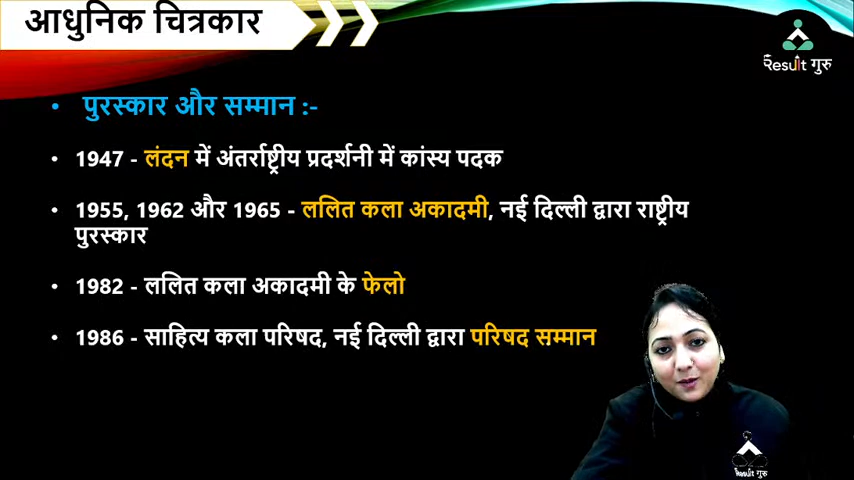 आधुनिक चित्रकार
Result गुरु
पुरस्कार और सम्मान :-
1947 - लंदन में अंतर्राष्ट्रीय प्रदर्शनी में कांस्य पदक
1955, 1962 और 1965 - ललित कला अकादमी, नई दिल्ली द्वारा राष्ट्रीय
पुरस्कार
1982 - ललित कला अकादमी के फेलो
1986 - साहित्य कला परिषद, नई दिल्ली द्वारा परिषद सम्मान
Result गुरु